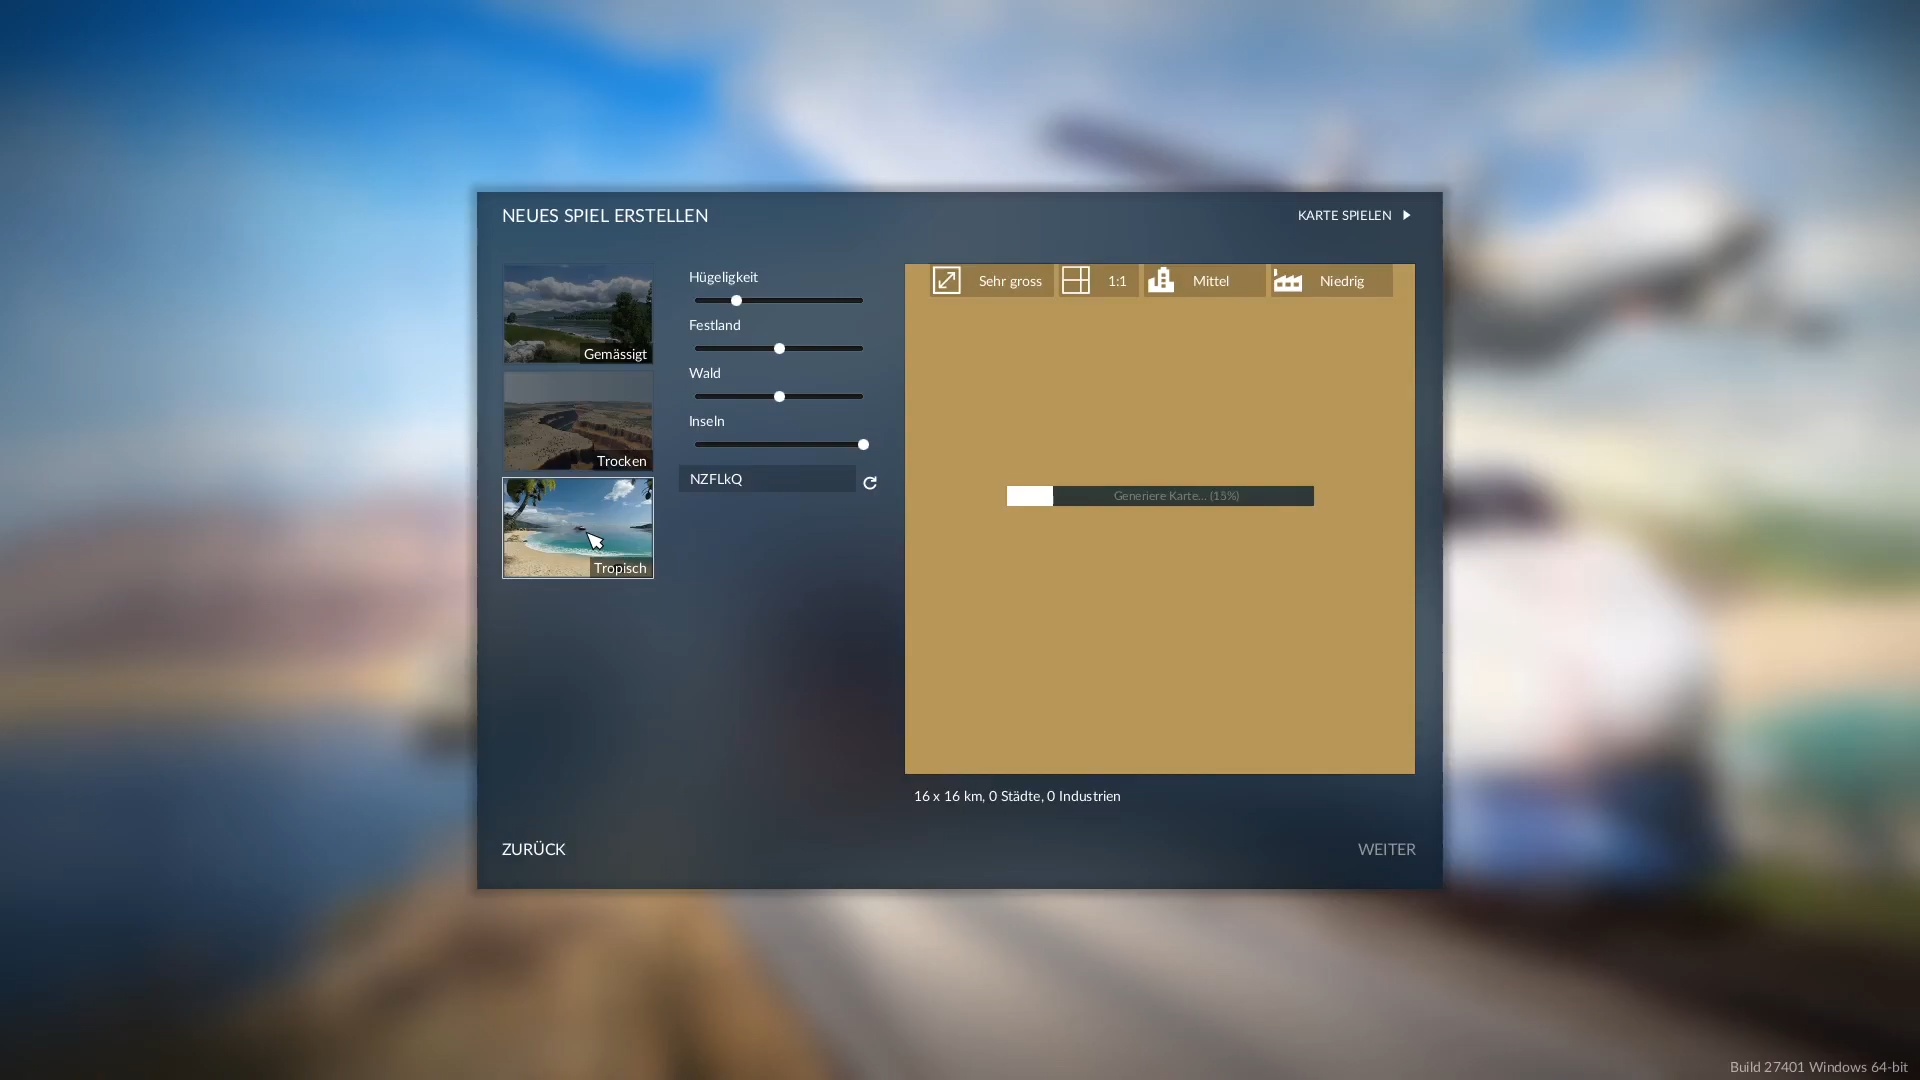 NEUES SPIEL ERSTELLEN
KARTE SPIELEN
Gemässigt
Trocken
Tropisch
Hügeligkeit
Festland
Wald
Inseln
NZFLkQ
Sehr gross
1:1
Mittel
Niedrig
Generiere Karte... (15%)
16 x 16 km, 0 Städte, 0 Industrien
ZURÜCK
WEITER
Build 27401 Windows 64-bit